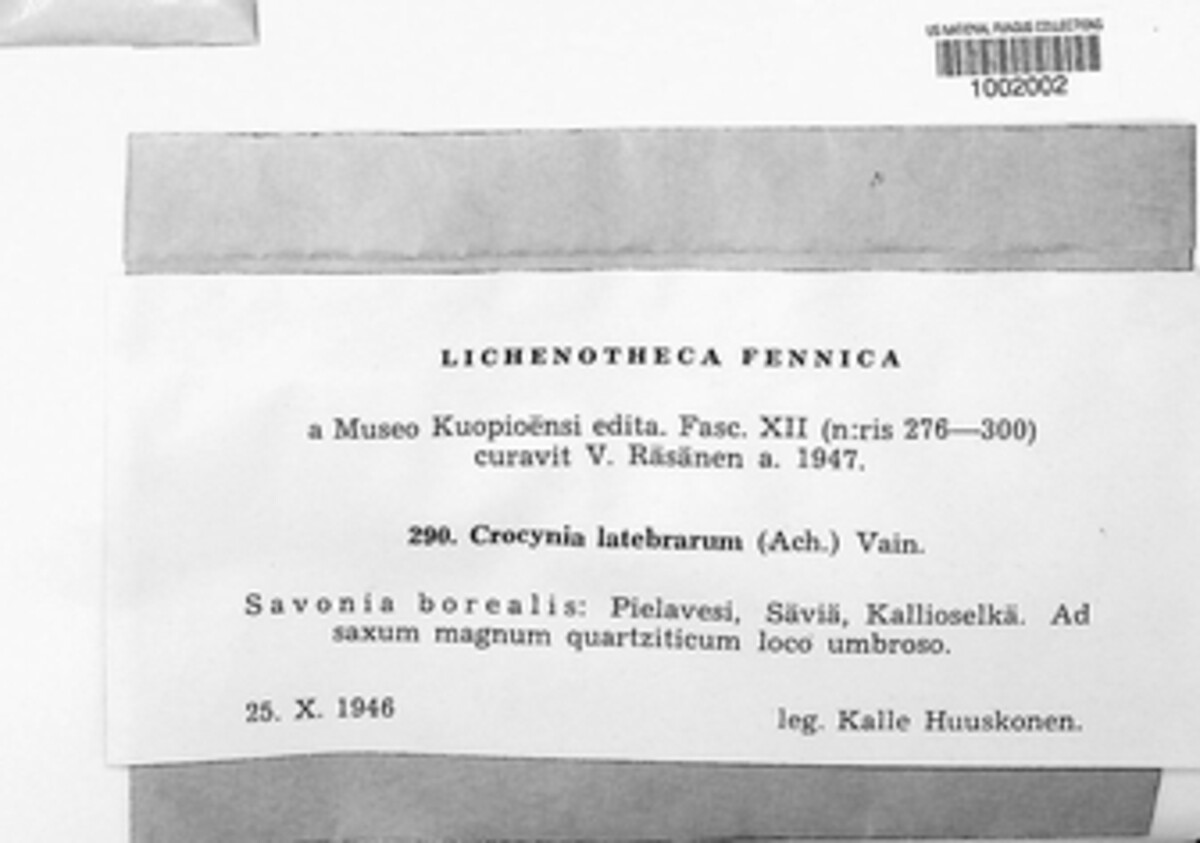 US NATIONAL FUNGUS COLLECTIONS
1002002
LICHENOTHECA FENNICA
a Museo Kuopioënsi edita. Fasc. XII (n:ris 276—300)
curavit V. Räsänen a. 1947.
290. Crocynia latebrarum (Ach.) Vain.
Savonia borealis: Pielavesi, Säviä, Kallioselkä. Ad
saxum magnum quartziticum loco umbroso.
25. X. 1946
leg. Kalle Huuskonen.